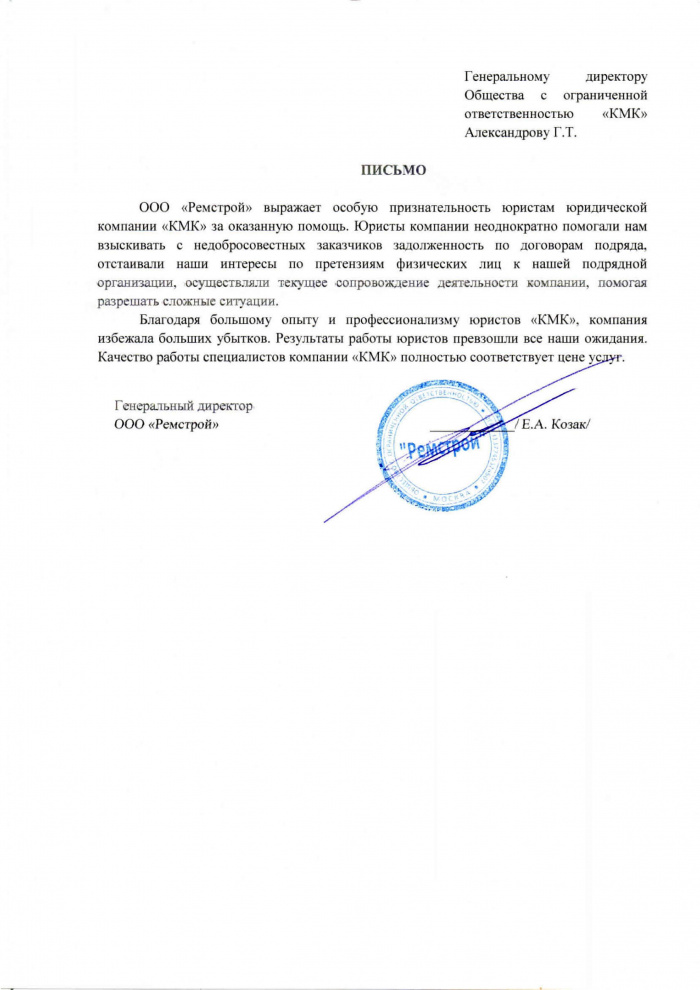 Генеральному директору
Общества с ограниченной
ответственностью «КМК»
Александрову Г.Т.
ПИСЬМО
ООО «Ремстрой» выражает особую признательность юристам юридической
компании «КМК» за оказанную помощь. Юристы компании неоднократно помогали нам
взыскивать с недобросовестных заказчиков задолженность по договорам подряда,
отстаивали наши интересы по претензиям физических лиц к нашей подрядной
организации, осуществляли текущее сопровождение деятельности компании, помогая
разрешать сложные ситуации.
Благодаря большому опыту и профессионализму юристов «КМК», компания
избежала больших убытков. Результаты работы юристов превзошли все наши ожидания.
Качество работы специалистов компании «КМК» полностью соответствует цене услуг.
Генеральный директор
ООО «Ремстрой»
____________/ Е.А. Козак/
"Ремстрой"
ОГРАНИЧЕННОЙ ОТВЕТСТВЕННОСТЬЮ
МОСКВА